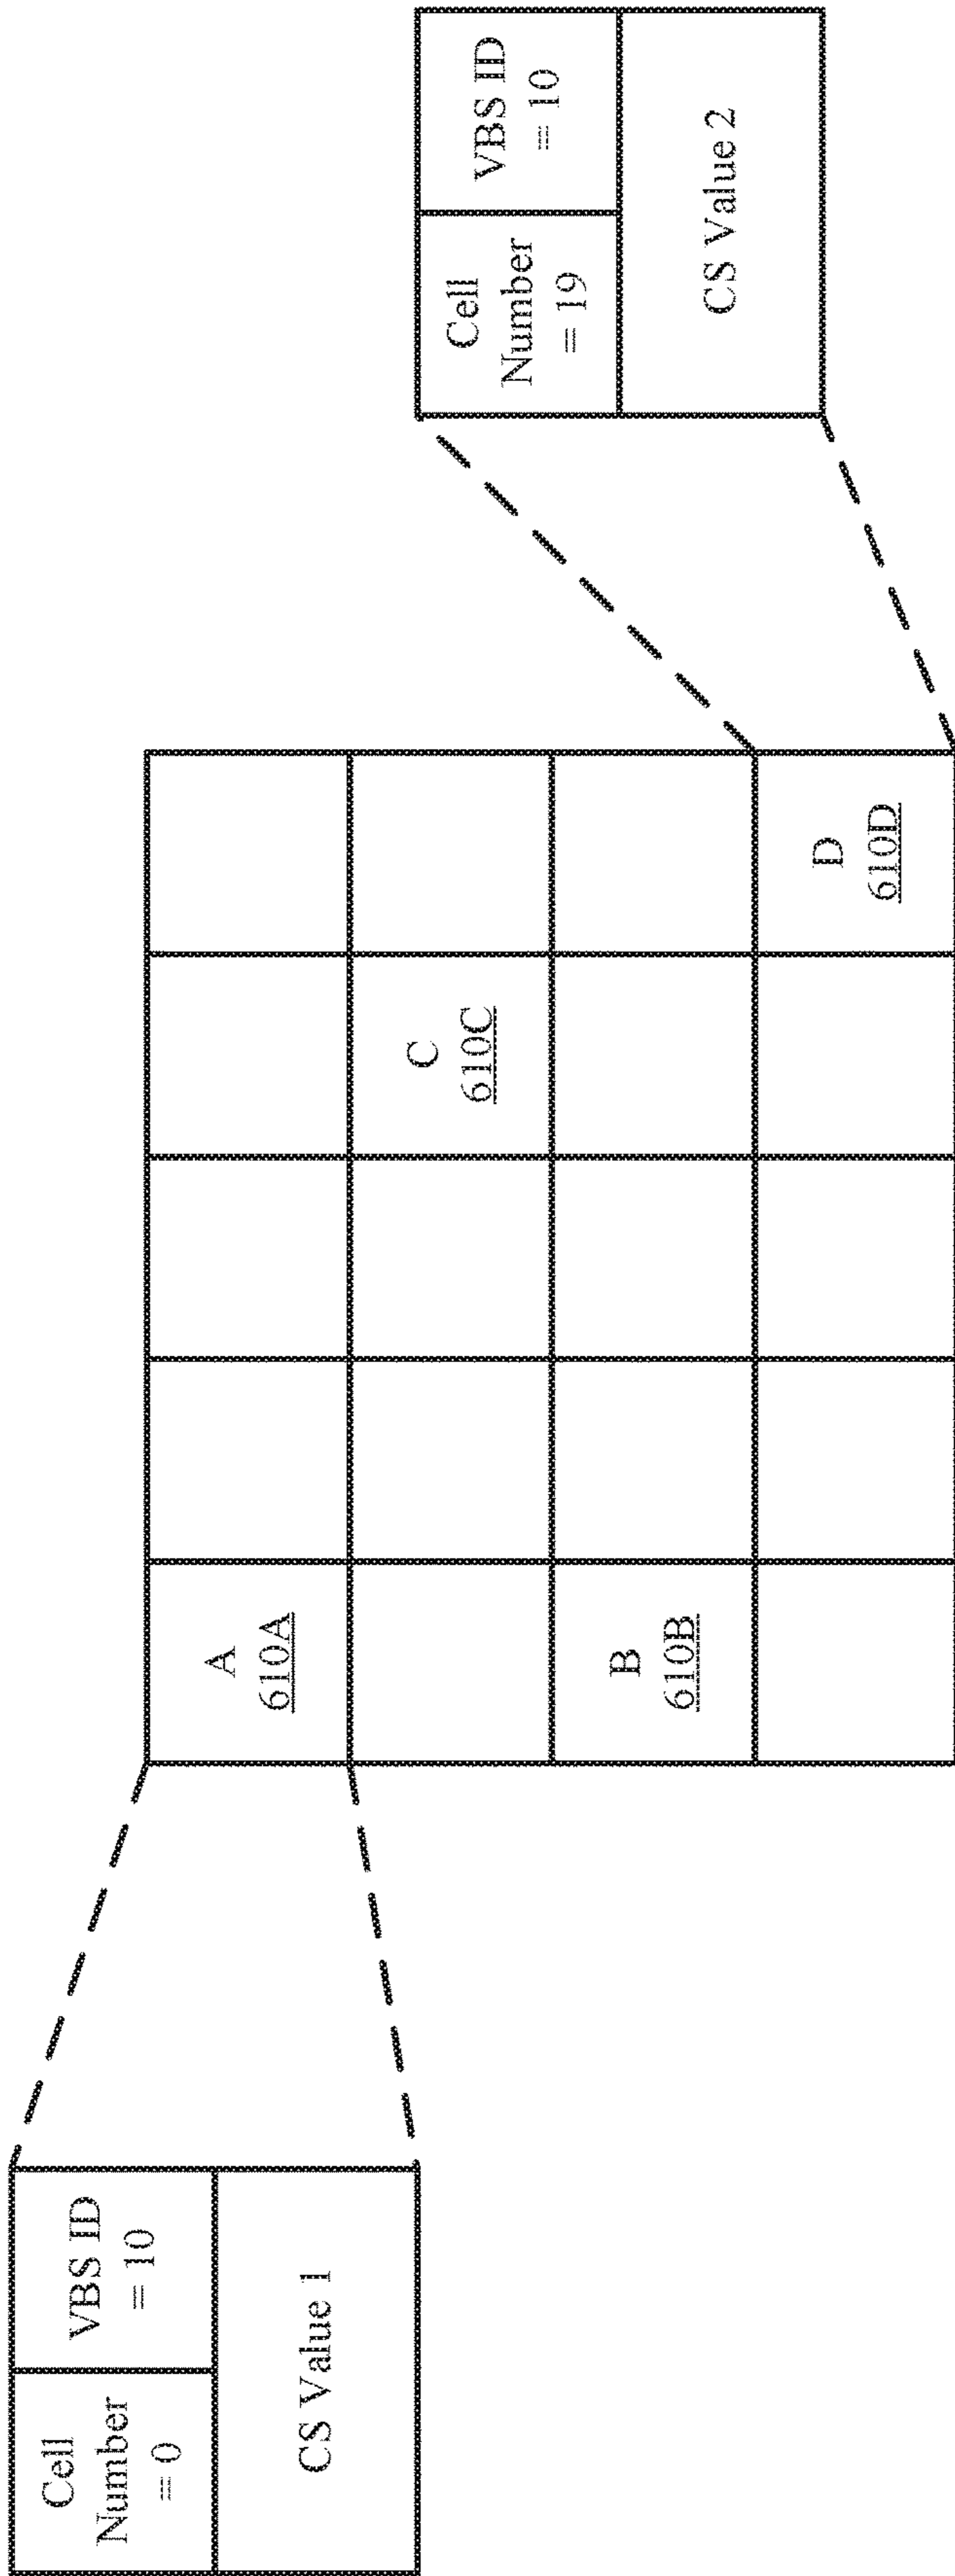 Cell
Number
= 0
VBS ID
= 10
CS Value 1
A
610A
C
610C
B
610B
D
610D
Cell
Number
= 19
VBS ID
= 10
CS Value 2